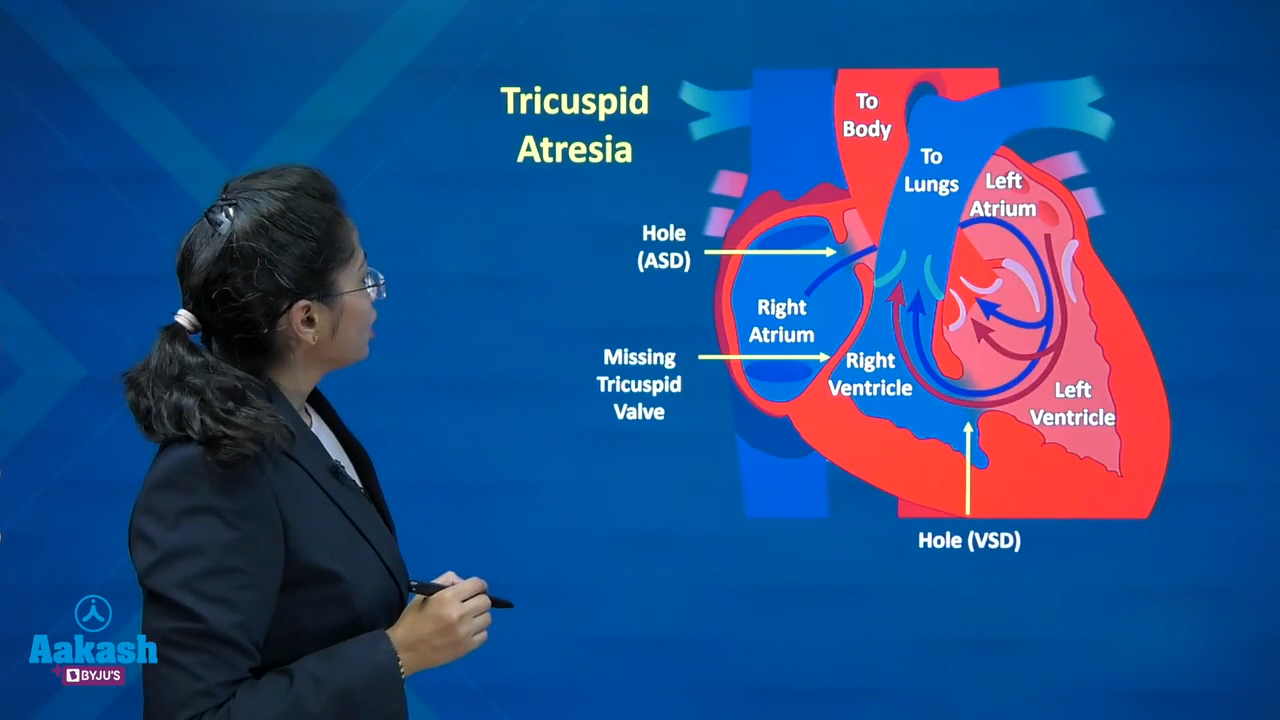 Tricuspid
Atresia
To
Body
To
Lungs
Left
Atrium
Hole
(ASD)
Right
Atrium
Missing
Tricuspid
Valve
Right
Ventricle
Left
Ventricle
Hole (VSD)
Aakash
BYJU'S